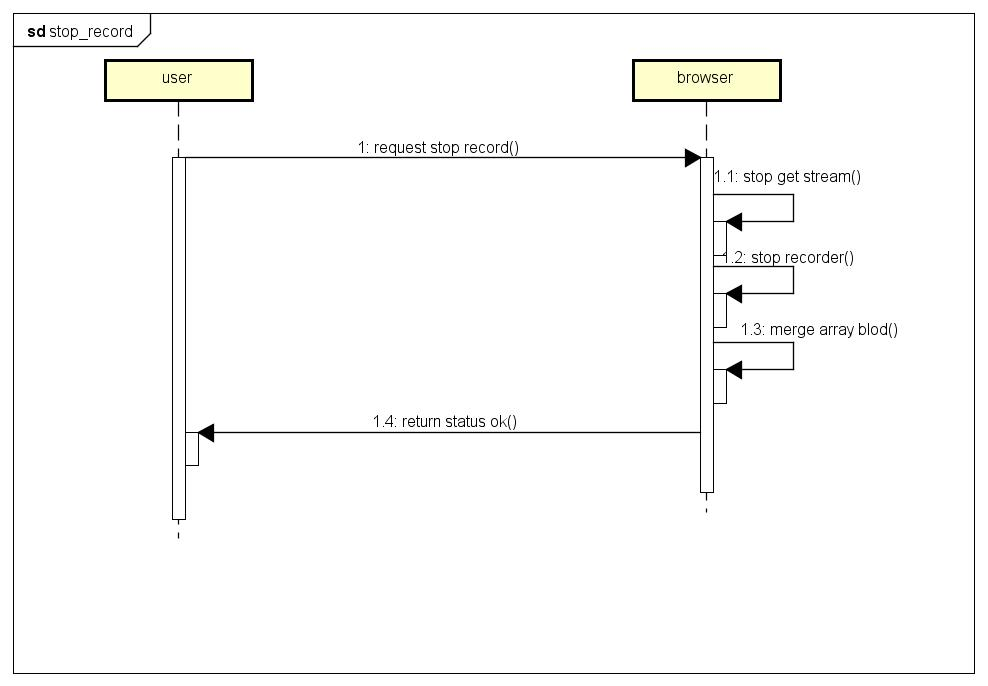 sd stop_record
user
browser
1: request stop record()
1.1: stop get stream()
1.2: stop recorder()
1.3: merge array blod()
1.4: return status ok()